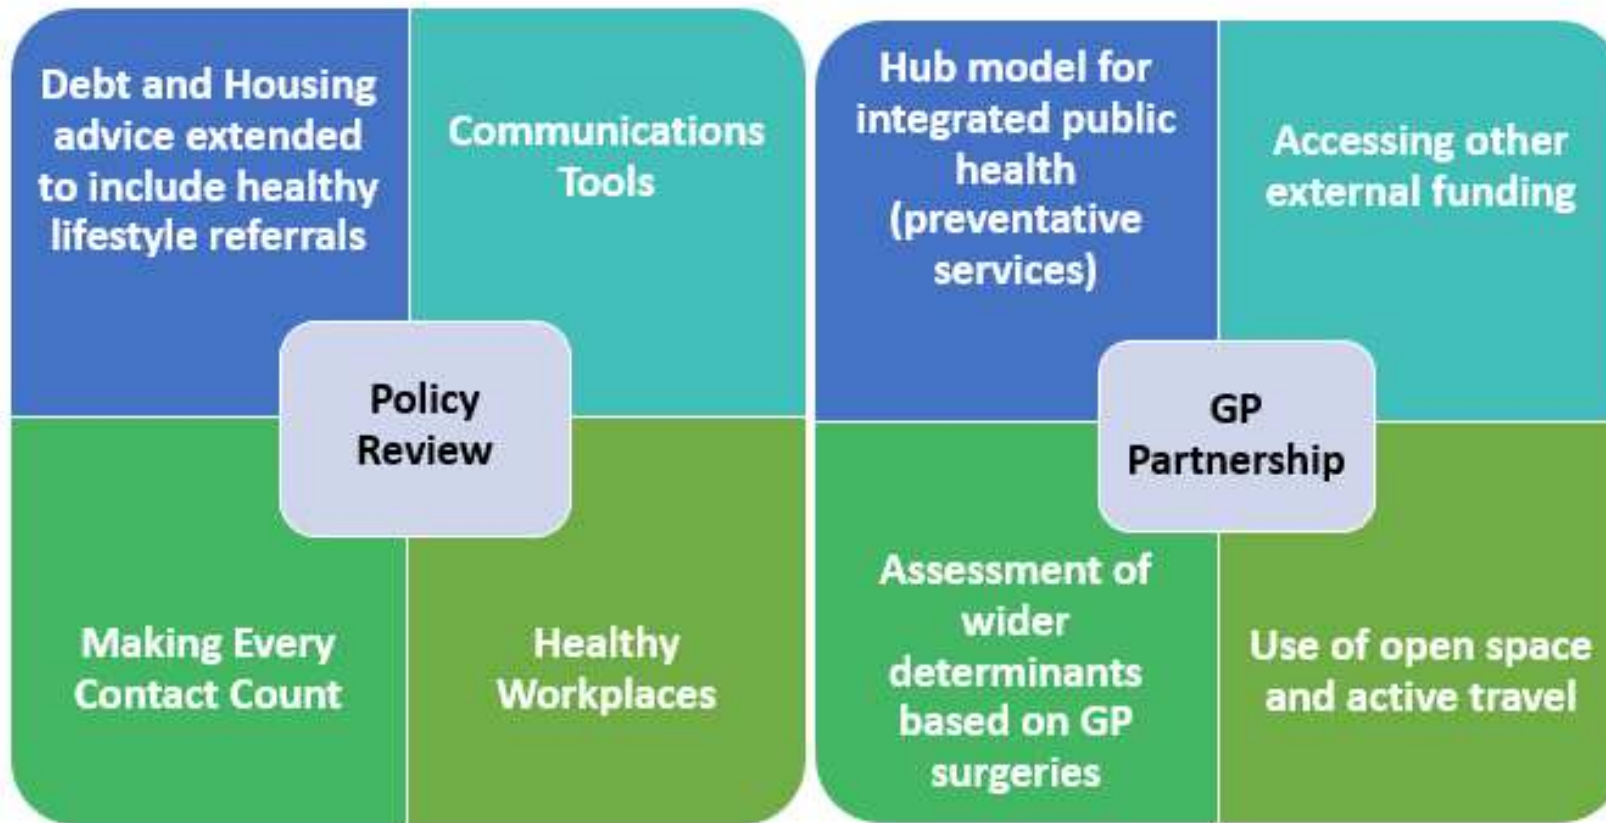 Debt and Housing
advice extended
to include healthy
lifestyle referrals
Communications
Tools
Policy
Review
Making Every
Contact Count
Healthy
Workplaces
Hub model for
integrated public
health
(preventative
services)
Accessing other
external funding
GP
Partnership
Assessment of
wider
determinants
based on GP
surgeries
Use of open space
and active travel